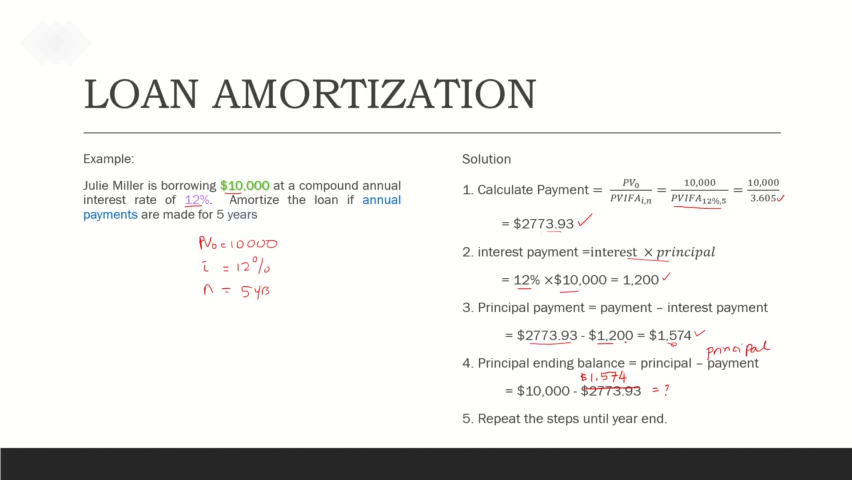 LOAN AMORTIZATION
Example:
Julie Miller is borrowing $10,000 at a compound annual
interest rate of 12%. Amortize the loan if annual
payments are made for 5 years
PV₀ = 10000
i = 12%
n = 5 yrs
Solution
1. Calculate Payment = PV₀ / PVIFAᵢ,ₙ = 10,000 / PVIFA₁₂%,₅ = 10,000 / 3.605 ✓
= $2773.93 ✓
2. interest payment =interest × principal
= 12% ×$10,000 = 1,200 ✓
3. Principal payment = payment – interest payment
= $2773.93 - $1,200 = $1,574 ✓
principal
4. Principal ending balance = principal – payment
$1,574
= $10,000 - $2773.93 = ?
5. Repeat the steps until year end.